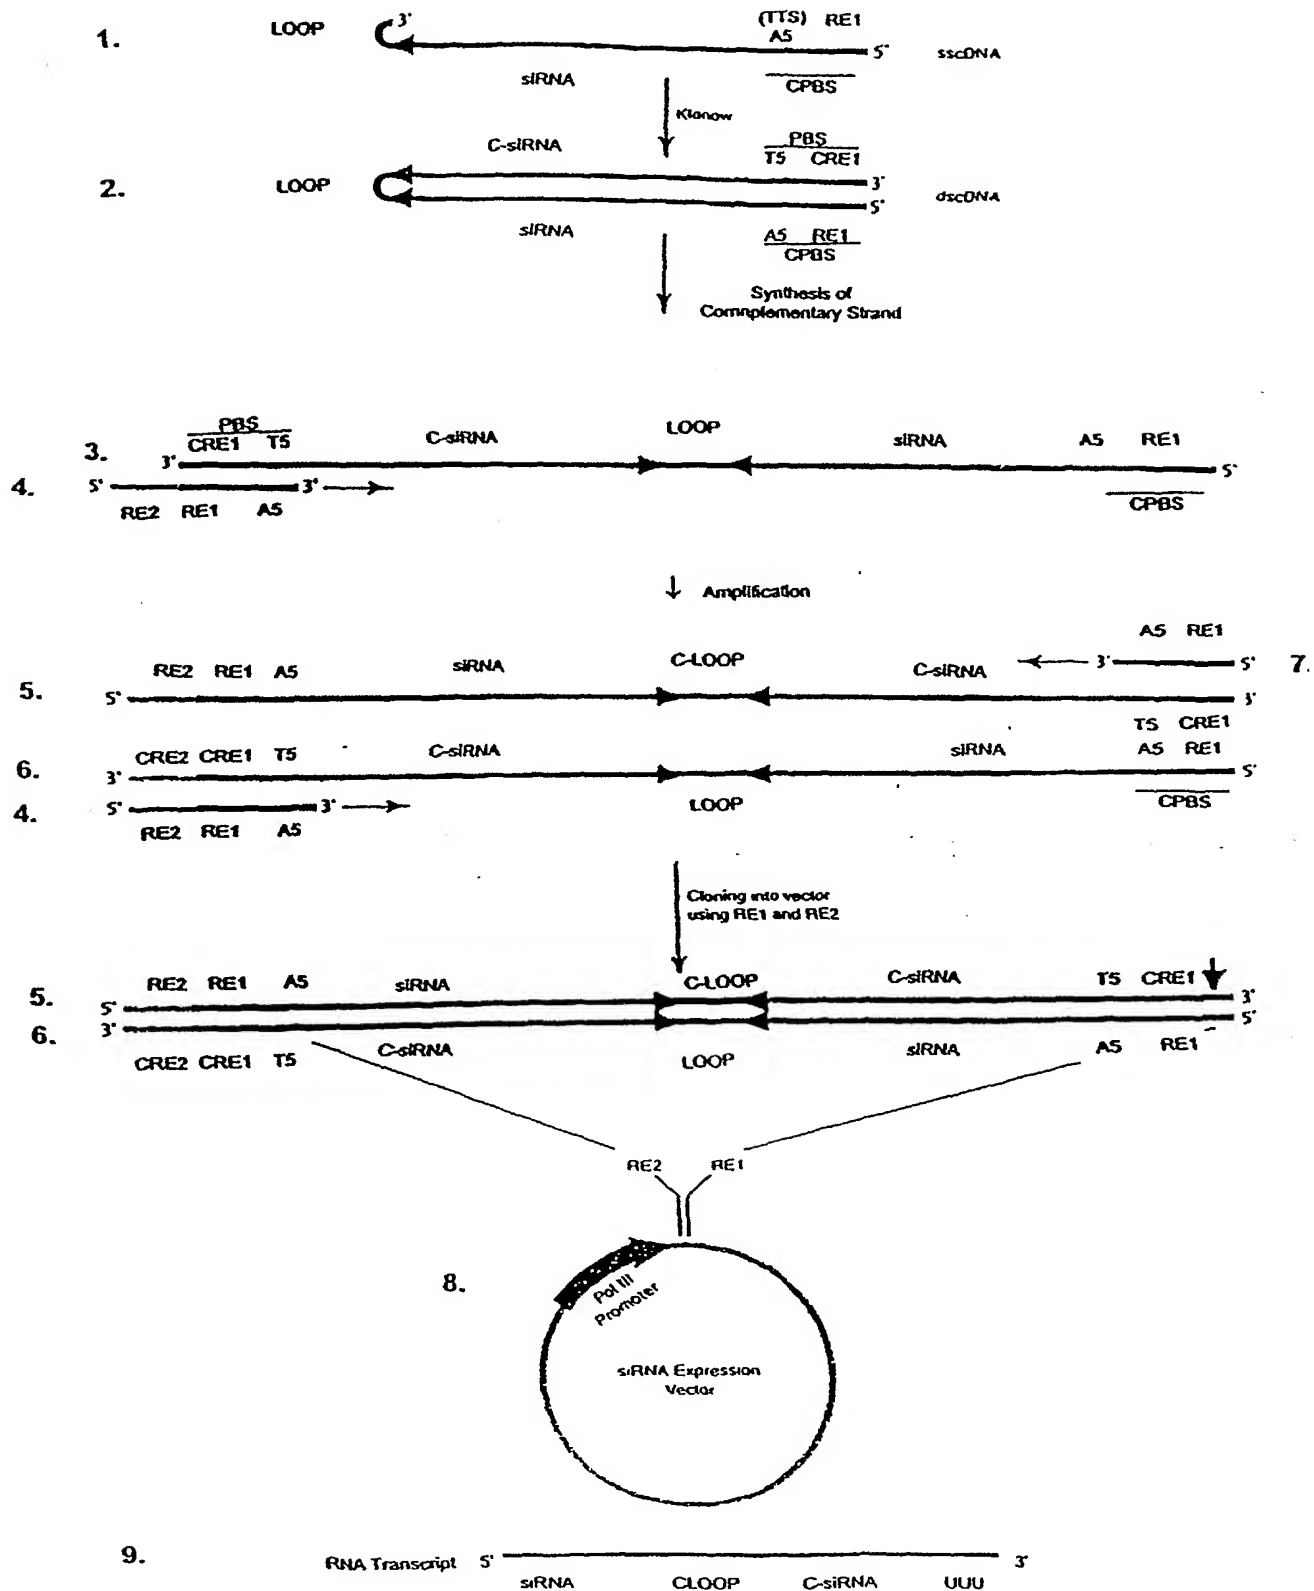 (TTS) RE1
1. LOOP 3' A5
5' sscDNA
siRNA CPBS
Klonow
C-siRNA PBS
T5 CRE1
2. LOOP 3' dscDNA
5'
siRNA A5 RE1
CPBS
Synthesis of
Comnplementary Strand
PBS
CRE1 T5 C-siRNA LOOP siRNA A5 RE1
3. 3' 5'
4. 5' 3' CPBS
RE2 RE1 A5
Amplification
A5 RE1
RE2 RE1 A5 siRNA C-LOOP C-siRNA 3' 5' 7.
5. 5' 3'
T5 CRE1
CRE2 CRE1 T5 C-siRNA siRNA A5 RE1
6. 3' 5'
4. 5' 3' LOOP CPBS
RE2 RE1 A5
Cloning into vector
using RE1 and RE2
RE2 RE1 A5 siRNA C-LOOP C-siRNA T5 CRE1
5. 5' 3'
6. 3' 5'
CRE2 CRE1 T5 C-siRNA LOOP siRNA A5 RE1
RE2 RE1
8. Pol III
Promoter
siRNA Expression
Vector
9. RNA Transcript 5' 3'
siRNA CLOOP C-siRNA UUU